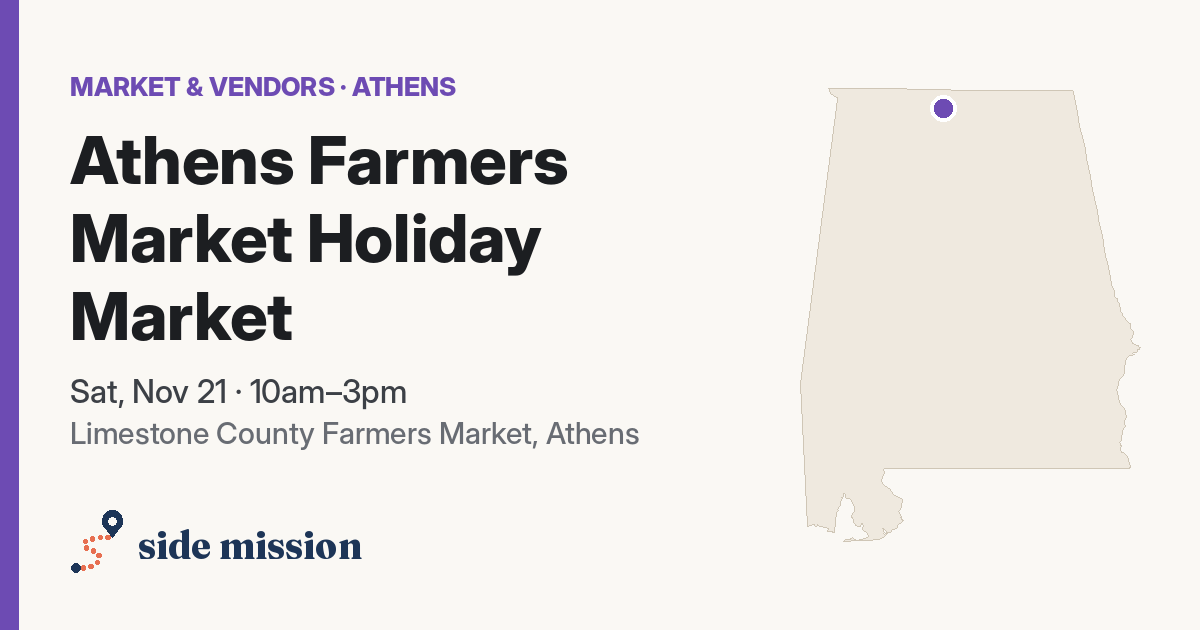 MARKET & VENDORS · ATHENS
Athens Farmers
Market Holiday
Market
Sat, Nov 21 · 10am–3pm
Limestone County Farmers Market, Athens
side mission